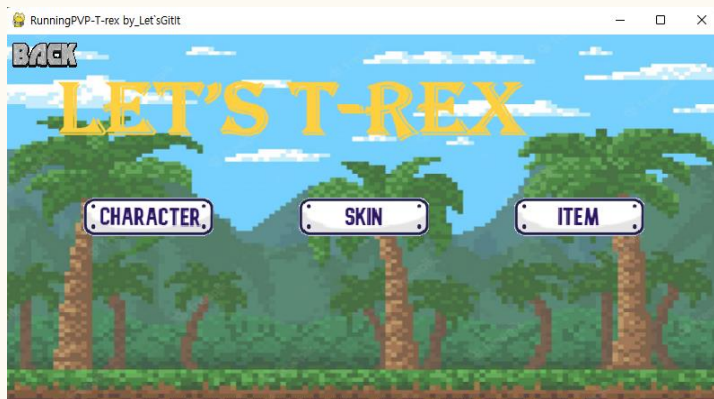 RunningPVP-T-rex by_Let`sGitIt
BACK
LET'S T-REX
CHARACTER
SKIN
ITEM